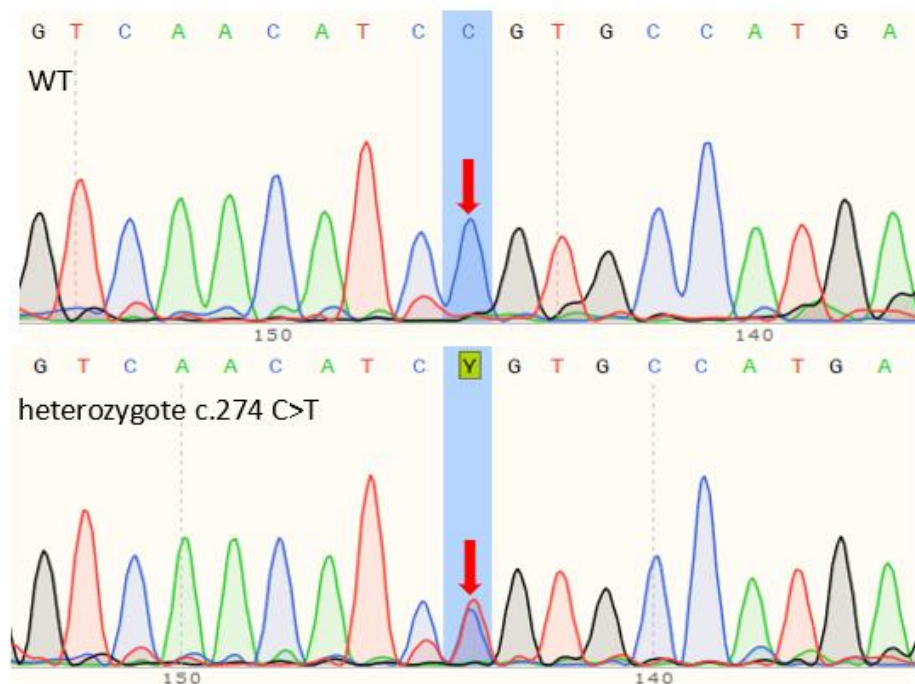 G T C A A C A T C C G T G C C A T G A
WT
150 140
G T C A A C A T C Y G T G C C A T G A
heterozygote c.274 C>T
150 140